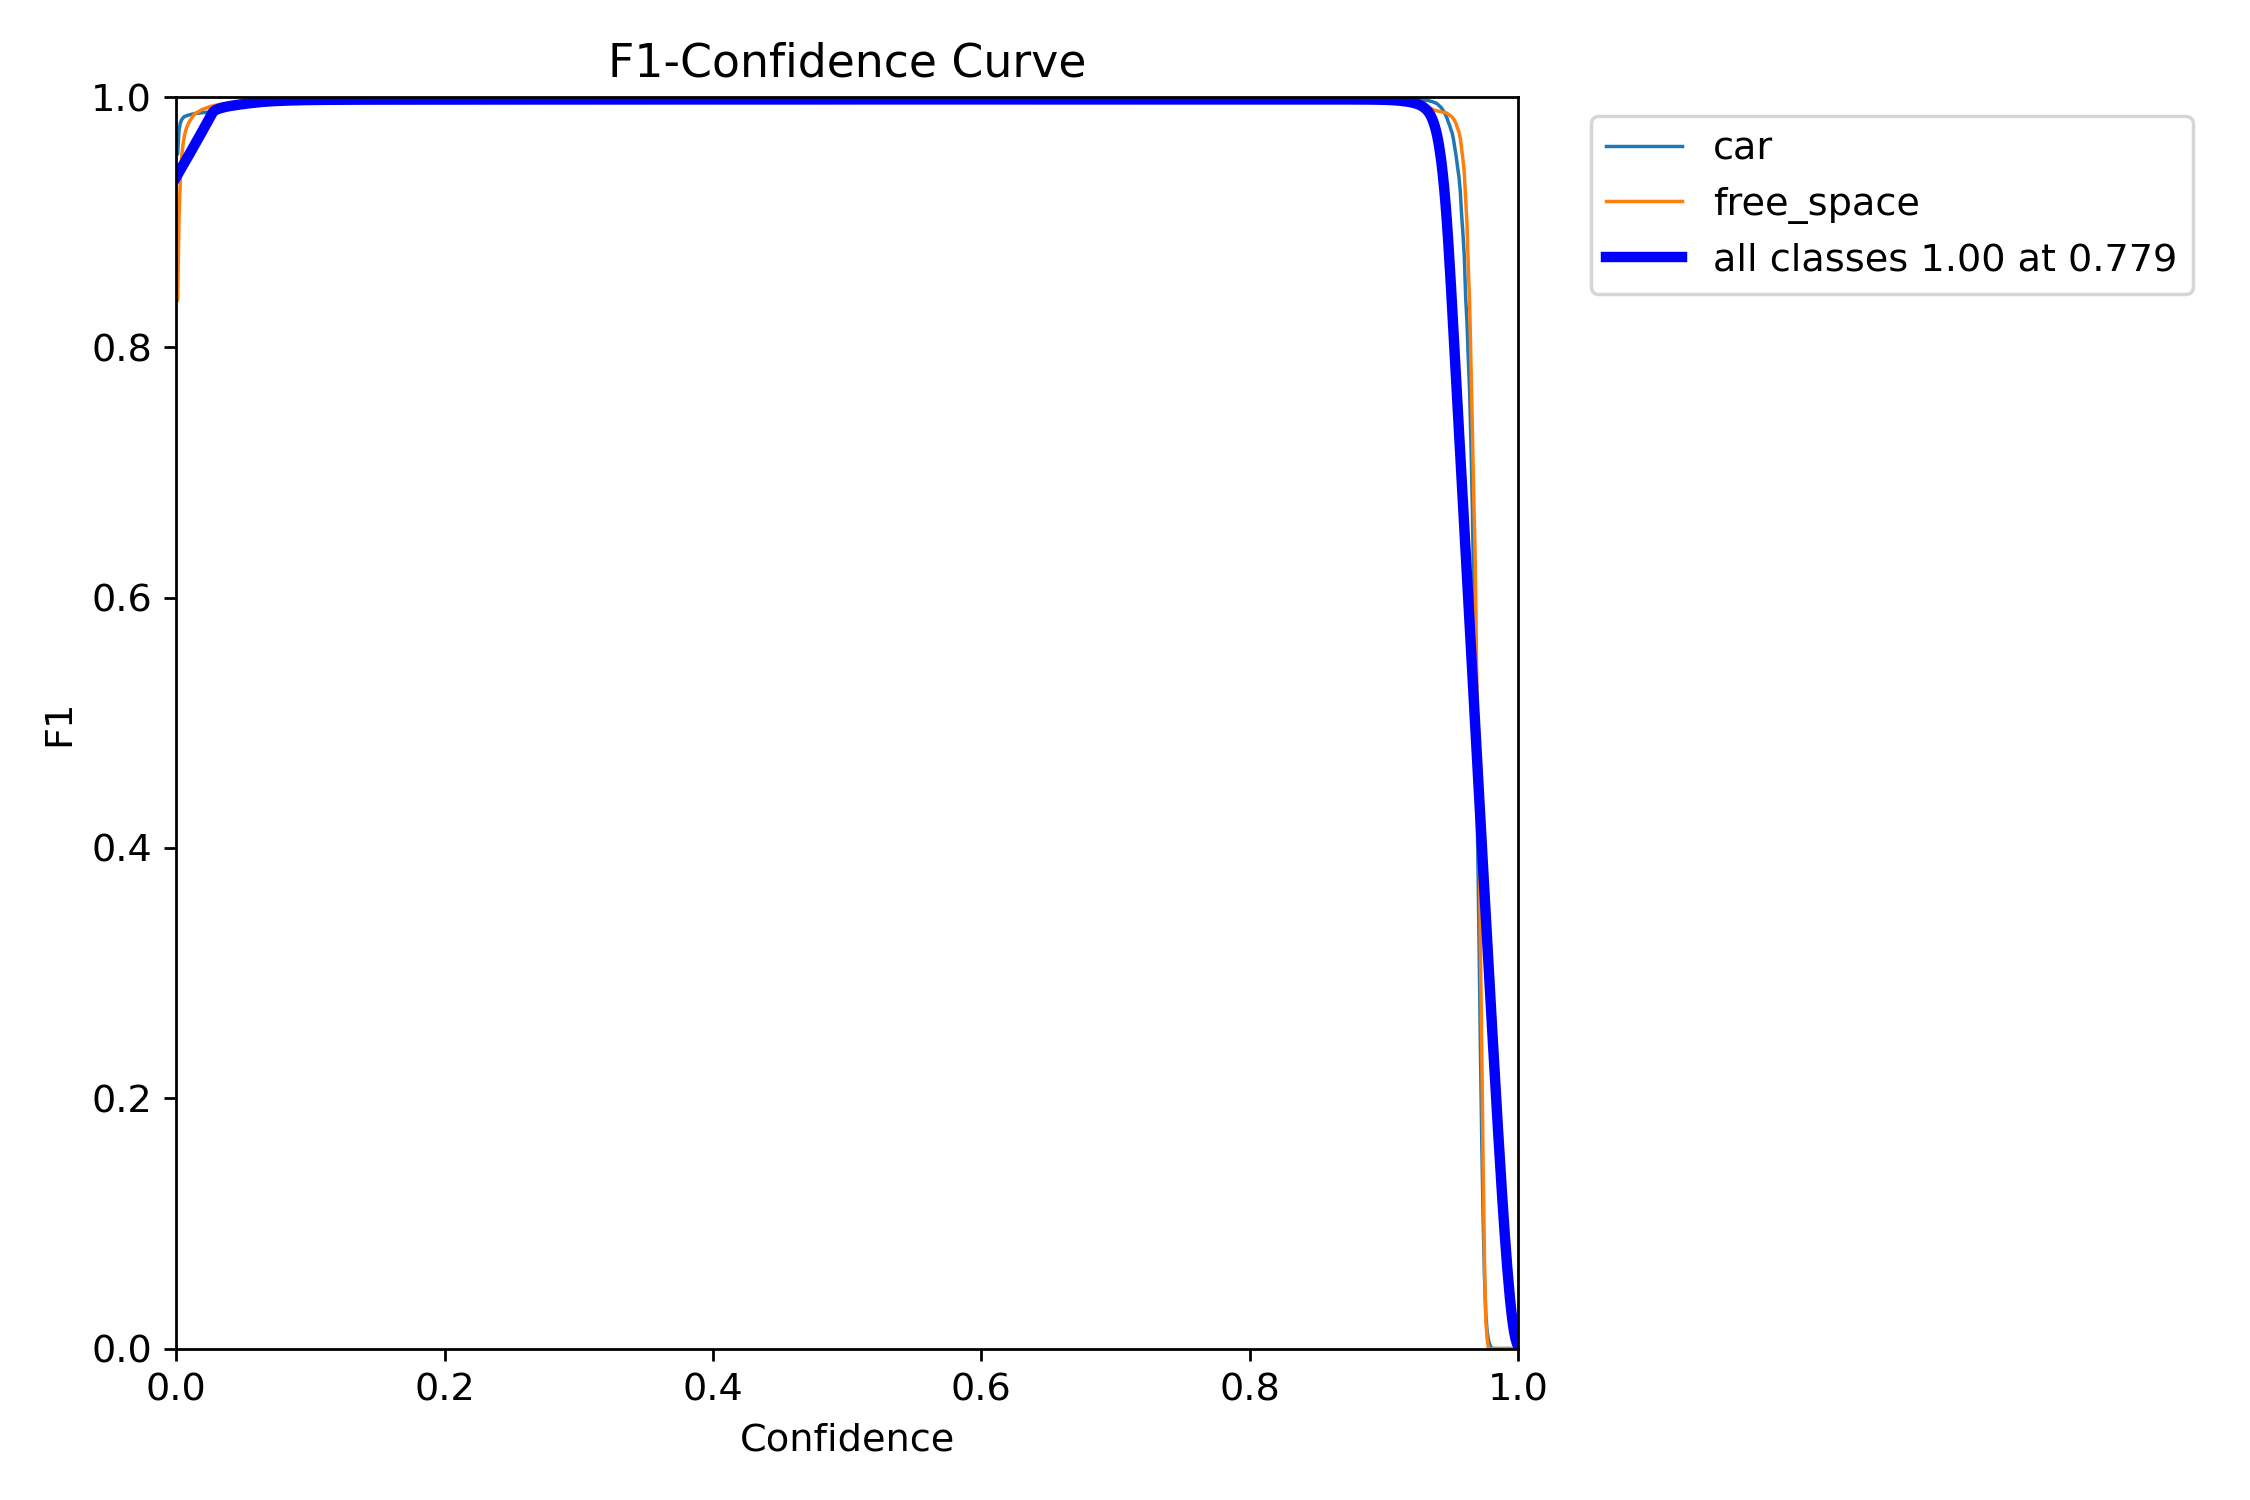 F1-Confidence Curve
1.0
0.8
0.6
0.4
0.2
0.0
F1
0.0 0.2 0.4 0.6 0.8 1.0
Confidence
car
free_space
all classes 1.00 at 0.779